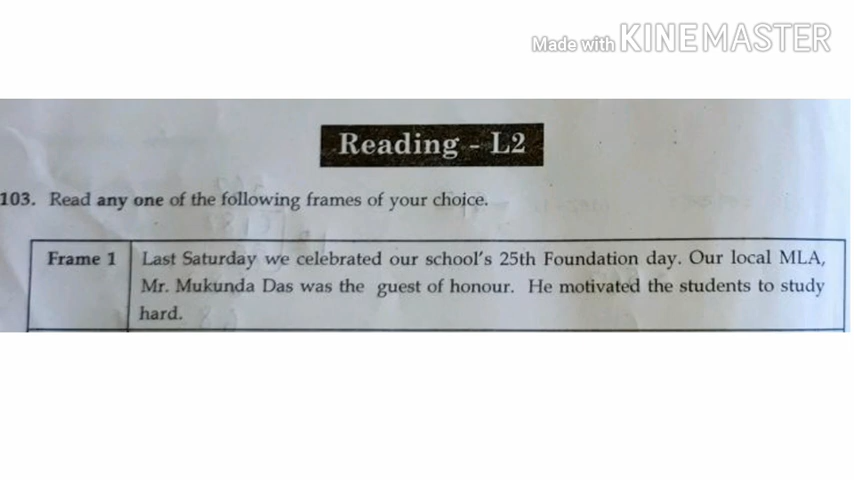 Made with KINEMASTER
Reading - L2
103. Read any one of the following frames of your choice.
Frame 1 Last Saturday we celebrated our school's 25th Foundation day. Our local MLA,
Mr. Mukunda Das was the guest of honour. He motivated the students to study
hard.